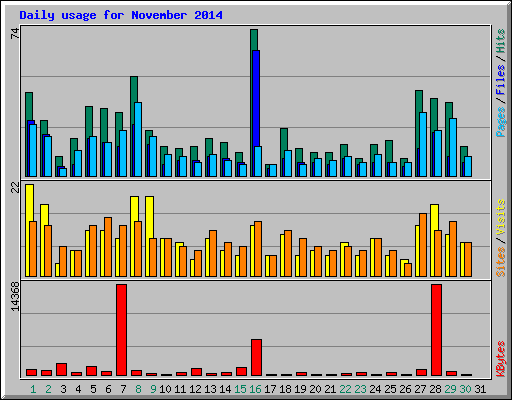 Daily usage for November 2014
74
Pages / Files / Hits
22
Sites / Visits
14368
KBytes
1 2 3 4 5 6 7 8 9 10 11 12 13 14 15 16 17 18 19 20 21 22 23 24 25 26 27 28 29 30 31